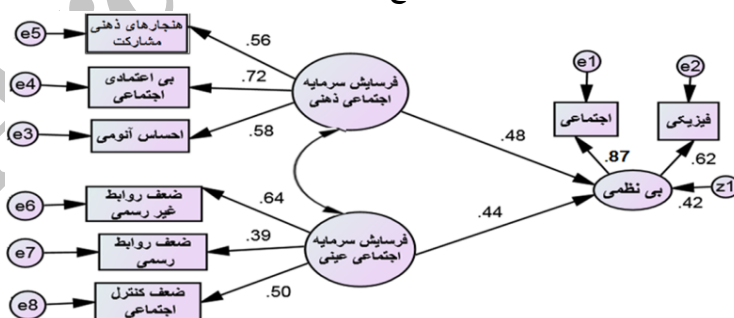 e5
هنجارهای ذهنی
مشارکت
.56
e4
بی اعتمادی
اجتماعی
.72
e3
احساس آنومی
.58
فرسایش سرمایه
اجتماعی ذهنی
.48
e1
e2
اجتماعی
فیزیکی
.87
.62
بی نظمی
z1
.42
e6
ضعف روابط
غیر رسمی
.64
e7
ضعف روابط
رسمی
.39
e8
ضعف کنترل
اجتماعی
.50
فرسایش سرمایه
اجتماعی عینی
.44